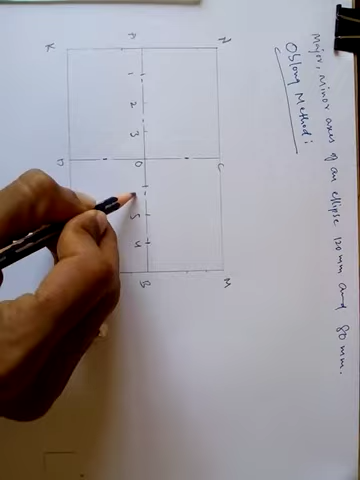 Major, Minor axes of an ellipse 120 mm and 80 mm.
Oblong Method:
N C M
A 1 2 3 O 5 4 B
K D